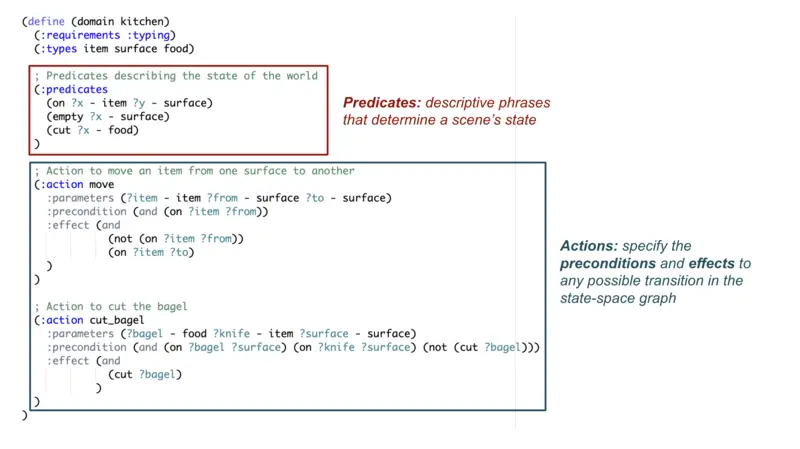 (define (domain kitchen)
(:requirements :typing)
(:types item surface food)
; Predicates describing the state of the world
(:predicates
(on ?x - item ?y - surface)
(empty ?x - surface)
(cut ?x - food)
)
Predicates: descriptive phrases
that determine a scene's state
; Action to move an item from one surface to another
(:action move
:parameters (?item - item ?from - surface ?to - surface)
:precondition (and (on ?item ?from))
:effect (and
(not (on ?item ?from))
(on ?item ?to)
)
)
; Action to cut the bagel
(:action cut_bagel
:parameters (?bagel - food ?knife - item ?surface - surface)
:precondition (and (on ?bagel ?surface) (on ?knife ?surface) (not (cut ?bagel)))
:effect (and
(cut ?bagel)
)
)
)
Actions: specify the
preconditions and effects to
any possible transition in the
state-space graph